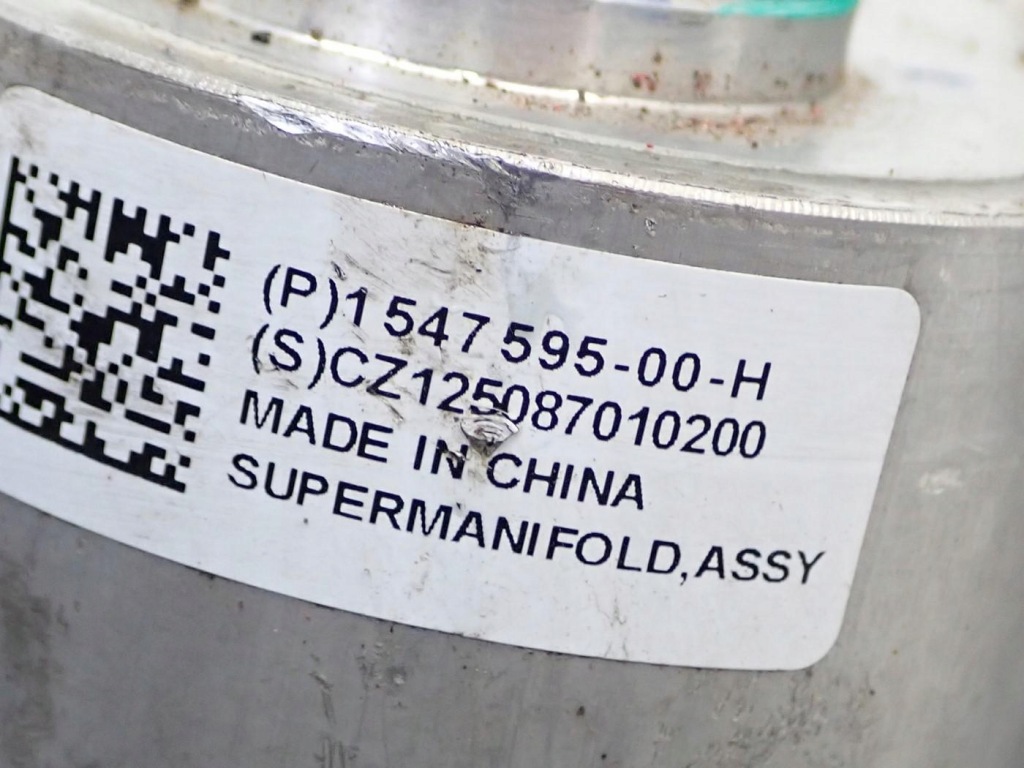 (P)1547595-00-H
(S)CZ125087010200
MADE IN CHINA
SUPERMANIFOLD,ASSY